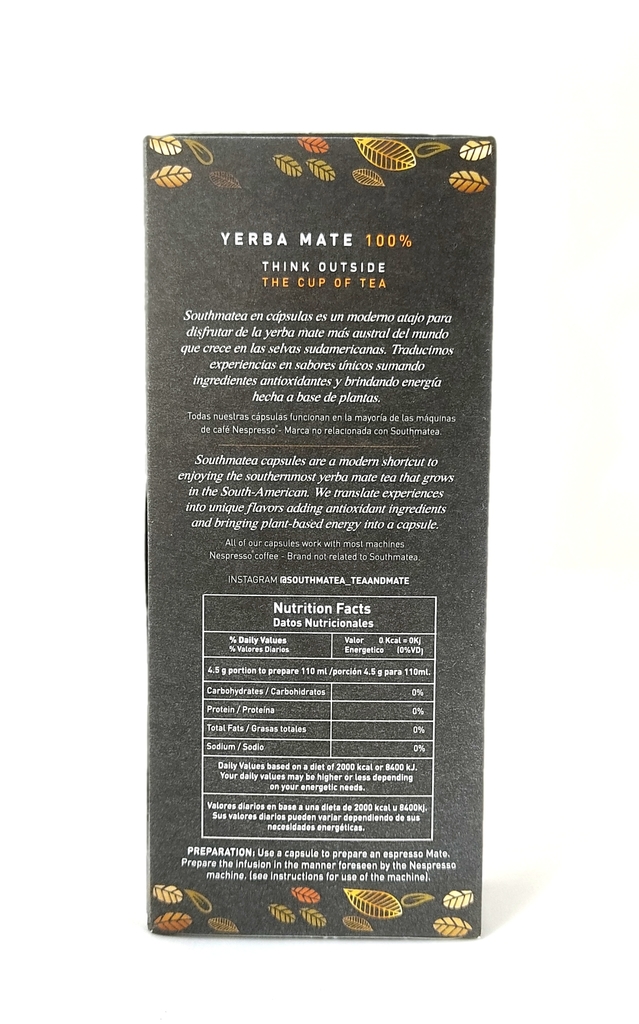 YERBA MATE 100%
THINK OUTSIDE
THE CUP OF TEA
Southmatea en cápsulas es un moderno atajo para
disfrutar de la yerba mate más austral del mundo
que crece en las selvas sudamericanas. Traducimos
experiencias en sabores únicos sumando
ingredientes antioxidantes y brindando energía
hecha a base de plantas.
Todas nuestras cápsulas funcionan en la mayoría de las máquinas
de café Nespresso® - Marca no relacionada con Southmatea.
Southmatea capsules are a modern shortcut to
enjoying the southernmost yerba mate tea that grows
in the South-American. We translate experiences
into unique flavors adding antioxidant ingredients
and bringing plant-based energy into a capsule.
All of our capsules work with most machines
Nespresso®coffee - Brand not related to Southmatea.
INSTAGRAM @SOUTHMATEA_TEAANDMATE
Nutrition Facts
Datos Nutricionales
% Daily Values
% Valores Diarios
Valor 0 Kcal = 0Kj
Energetico (0%VD)
4.5 g portion to prepare 110 ml /porción 4.5 g para 110ml.
Carbohydrates / Carbohidratos 0%
Protein / Proteína 0%
Total Fats / Grasas totales 0%
Sodium / Sodio 0%
Daily Values based on a diet of 2000 kcal or 8400 kJ.
Your daily values may be higher or less depending
on your energetic needs.
Valores diarios en base a una dieta de 2000 kcal u 8400kj.
Sus valores diarios pueden variar dependiendo de sus
necesidades energéticas.
PREPARATION: Use a capsule to prepare an espresso Mate.
Prepare the infusion in the manner foreseen by the Nespresso
machine. (see instructions for use of the machine).